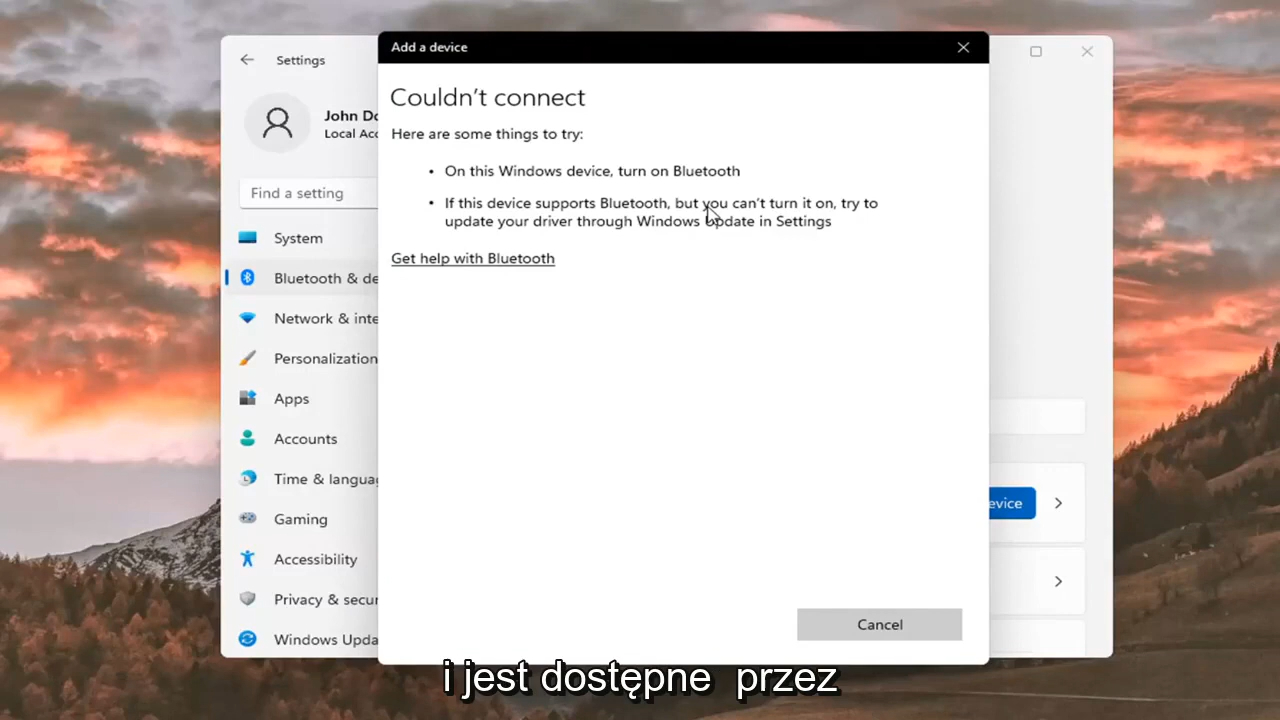 Add a device
Settings
Couldn't connect
John Do
Local Acc
Here are some things to try:
• On this Windows device, turn on Bluetooth
Find a setting
• If this device supports Bluetooth, but you can't turn it on, try to
update your driver through Windows Update in Settings
System
Get help with Bluetooth
Bluetooth & de
Network & inte
Personalization
Apps
Accounts
Time & langua
evice
Gaming
Accessibility
Privacy & secur
Cancel
Windows Upda
i jest dostępne przez